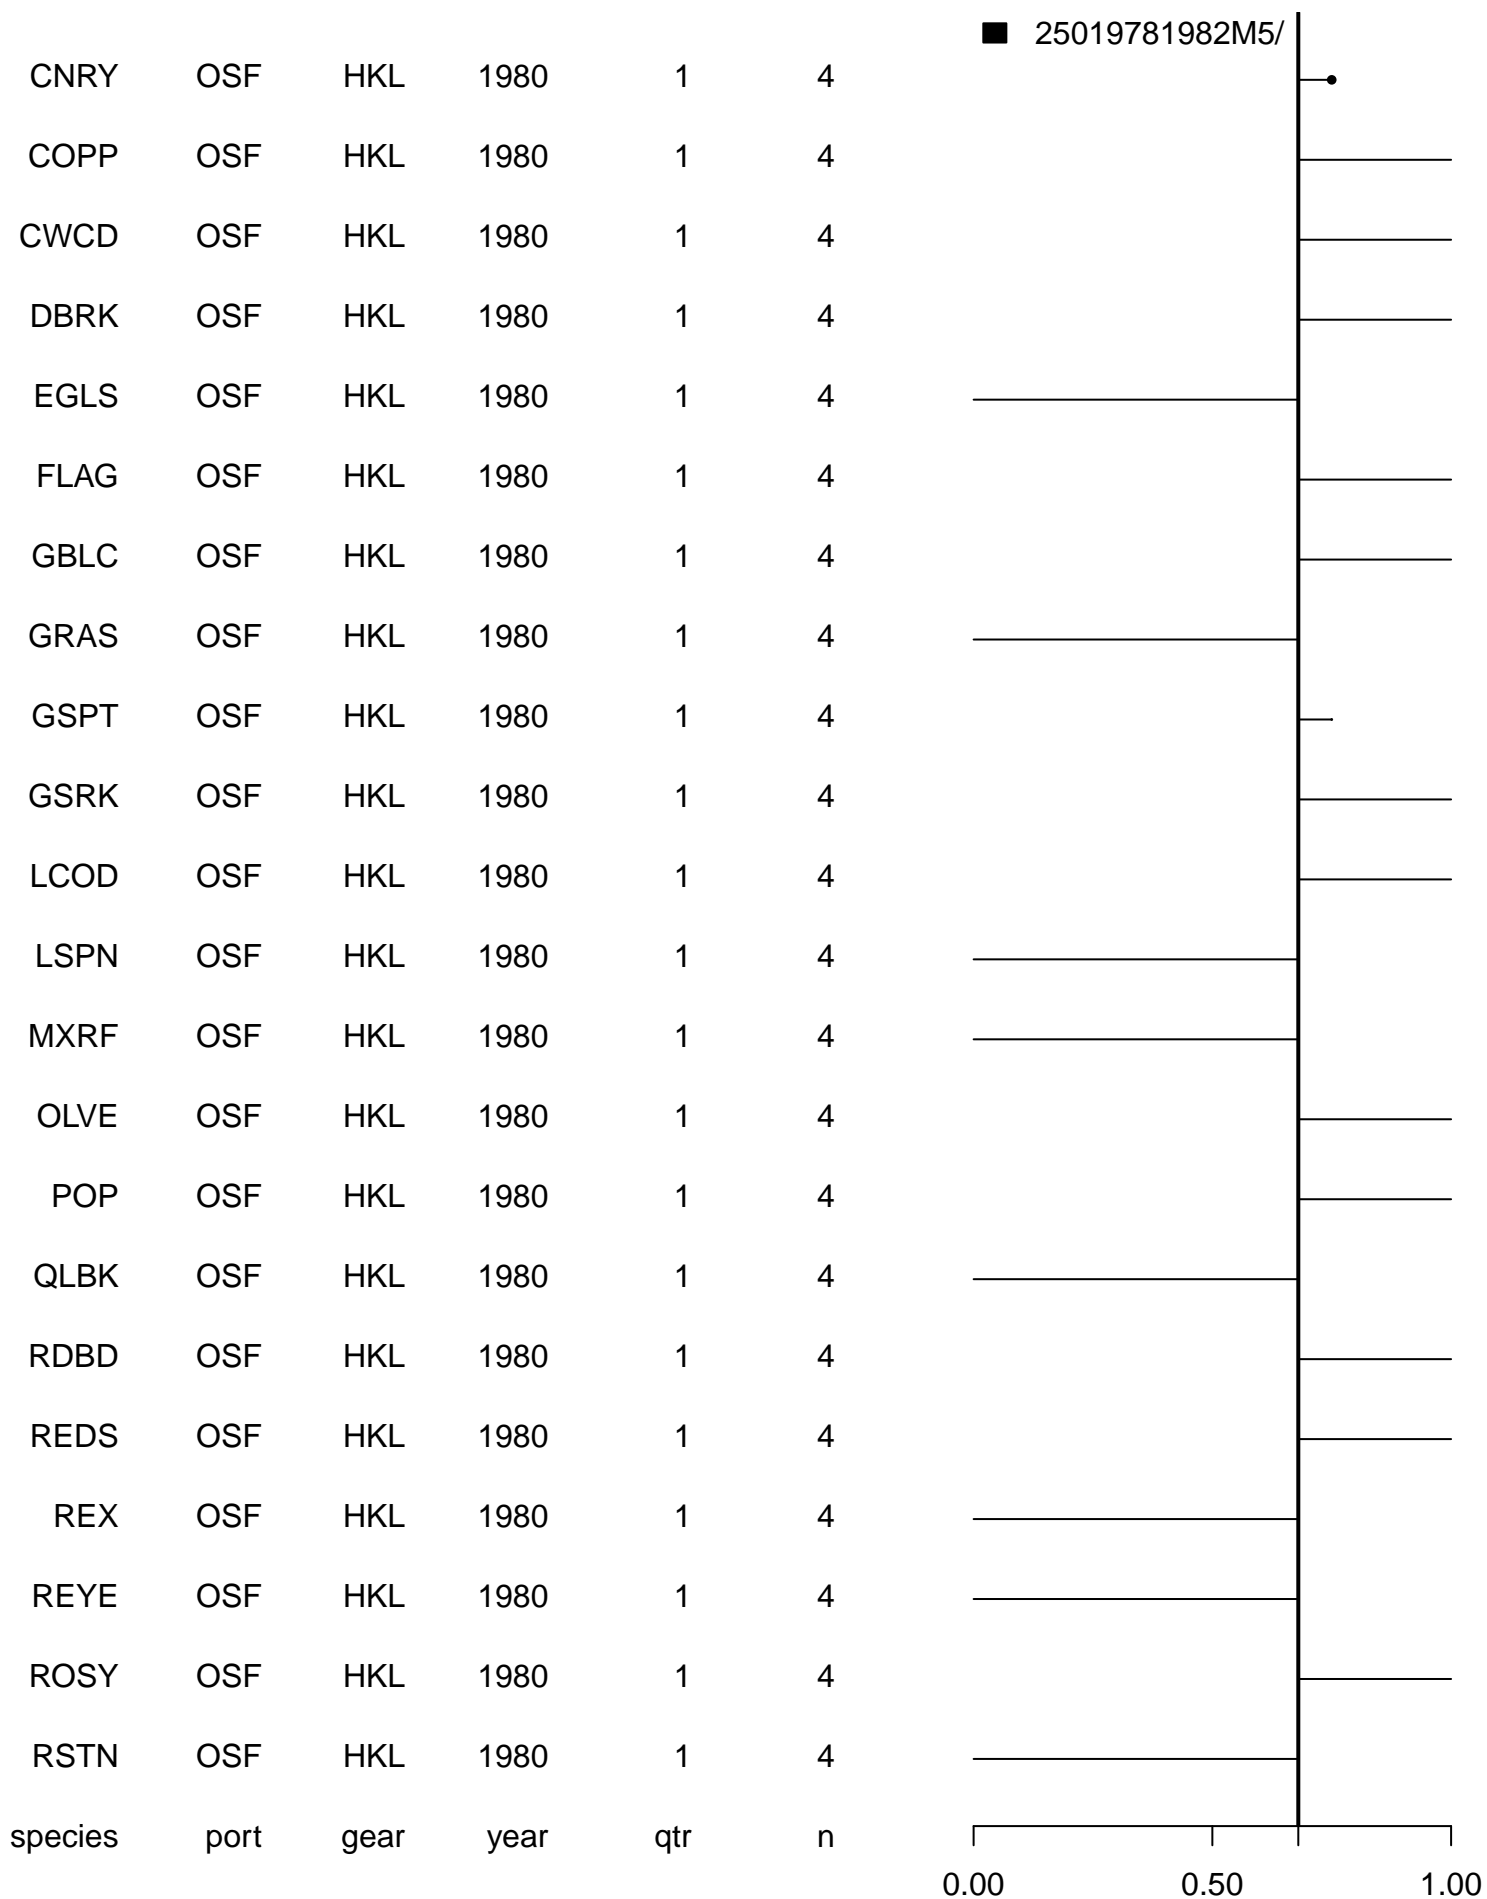 25019781982M5/
CNRY OSF HKL 1980 1 4
COPP OSF HKL 1980 1 4
CWCD OSF HKL 1980 1 4
DBRK OSF HKL 1980 1 4
EGLS OSF HKL 1980 1 4
FLAG OSF HKL 1980 1 4
GBLC OSF HKL 1980 1 4
GRAS OSF HKL 1980 1 4
GSPT OSF HKL 1980 1 4
GSRK OSF HKL 1980 1 4
LCOD OSF HKL 1980 1 4
LSPN OSF HKL 1980 1 4
MXRF OSF HKL 1980 1 4
OLVE OSF HKL 1980 1 4
POP OSF HKL 1980 1 4
QLBK OSF HKL 1980 1 4
RDBD OSF HKL 1980 1 4
REDS OSF HKL 1980 1 4
REX OSF HKL 1980 1 4
REYE OSF HKL 1980 1 4
ROSY OSF HKL 1980 1 4
RSTN OSF HKL 1980 1 4
species port gear year qtr n
0.00 0.50 1.00